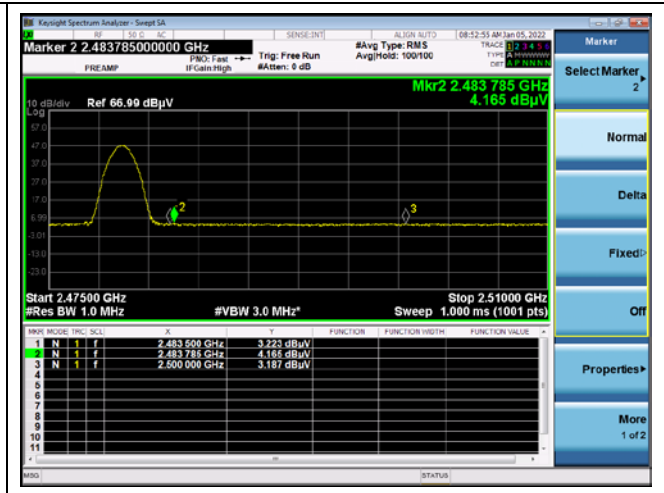 Keysight Spectrum Analyzer - Swept SA
RF 50 Ω AC SENSE:INT ALIGN AUTO 08:52:55 AM Jan 05, 2022
Marker 2 2.483785000000 GHz
PREAMP
PNO: Fast
IFGain:High
Trig: Free Run
#Atten: 0 dB
#Avg Type: RMS
Avg|Hold: 100/100
TRACE 1 2 3 4 5 6
TYPE A M W W W W W
DET A P N N N N
Mkr2 2.483 785 GHz
4.165 dBµV
10 dB/div Ref 66.99 dBµV
Log
57.0
47.0
37.0
27.0
17.0
6.99
-3.01
-13.0
-23.0
2
3
Start 2.47500 GHz Stop 2.51000 GHz
#Res BW 1.0 MHz #VBW 3.0 MHz* Sweep 1.000 ms (1001 pts)
MKR MODE TRC SCL X Y FUNCTION FUNCTION WIDTH FUNCTION VALUE
1 N 1 f 2.483 500 GHz 3.223 dBuV
2 N 1 f 2.483 785 GHz 4.165 dBuV
3 N 1 f 2.500 000 GHz 3.187 dBuV
4
5
6
7
8
9
10
11
MSG STATUS
Marker
Select Marker
2
Normal
Delta
Fixed
Off
Properties
More
1 of 2